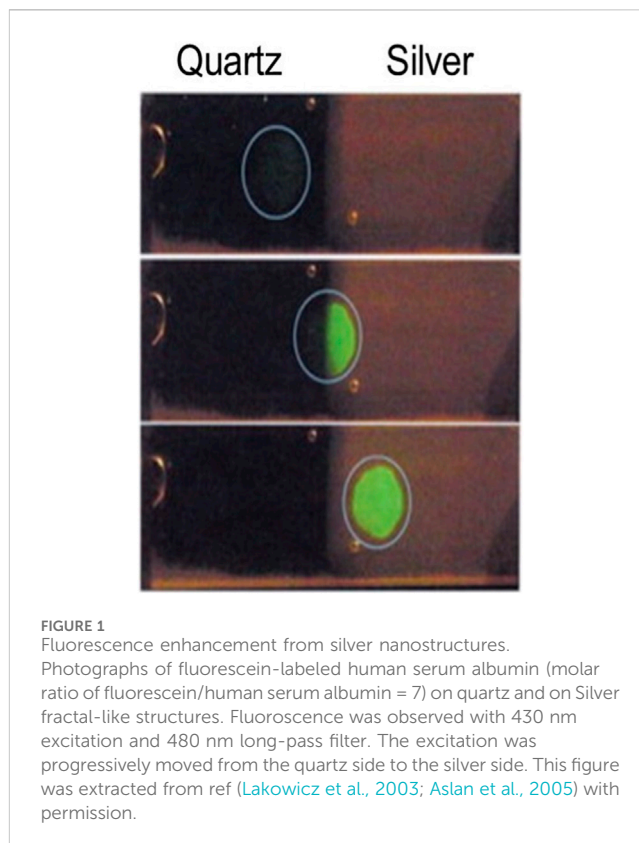 Quartz Silver
FIGURE 1
Fluorescence enhancement from silver nanostructures.
Photographs of fluorescein-labeled human serum albumin (molar
ratio of fluorescein/human serum albumin = 7) on quartz and on Silver
fractal-like structures. Fluoroscence was observed with 430 nm
excitation and 480 nm long-pass filter. The excitation was
progressively moved from the quartz side to the silver side. This figure
was extracted from ref (Lakowicz et al., 2003; Aslan et al., 2005) with
permission.